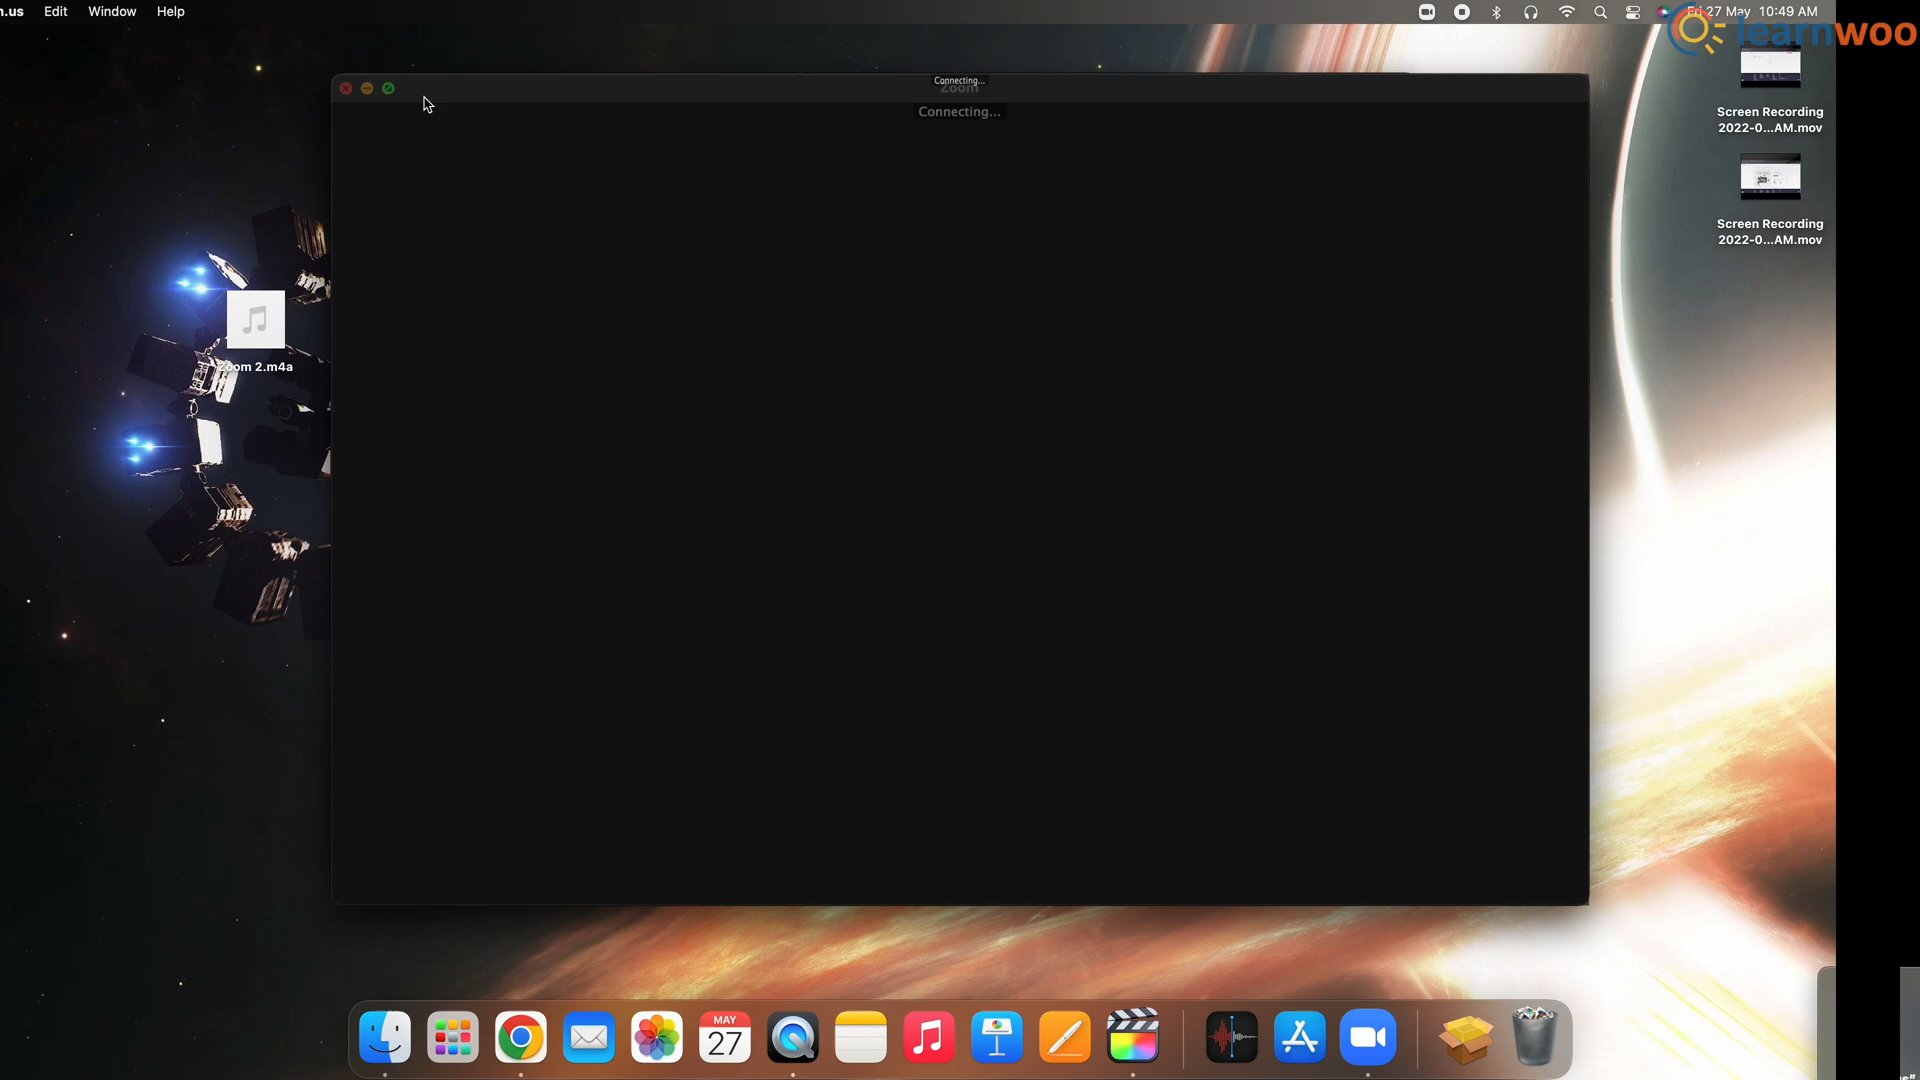 n.us Edit Window Help
Fri 27 May 10:49 AM
learnwoo
Connecting...
Zoom
Connecting...
Screen Recording
2022-0...AM.mov
Screen Recording
2022-0...AM.mov
Zoom 2.m4a
MAY
27